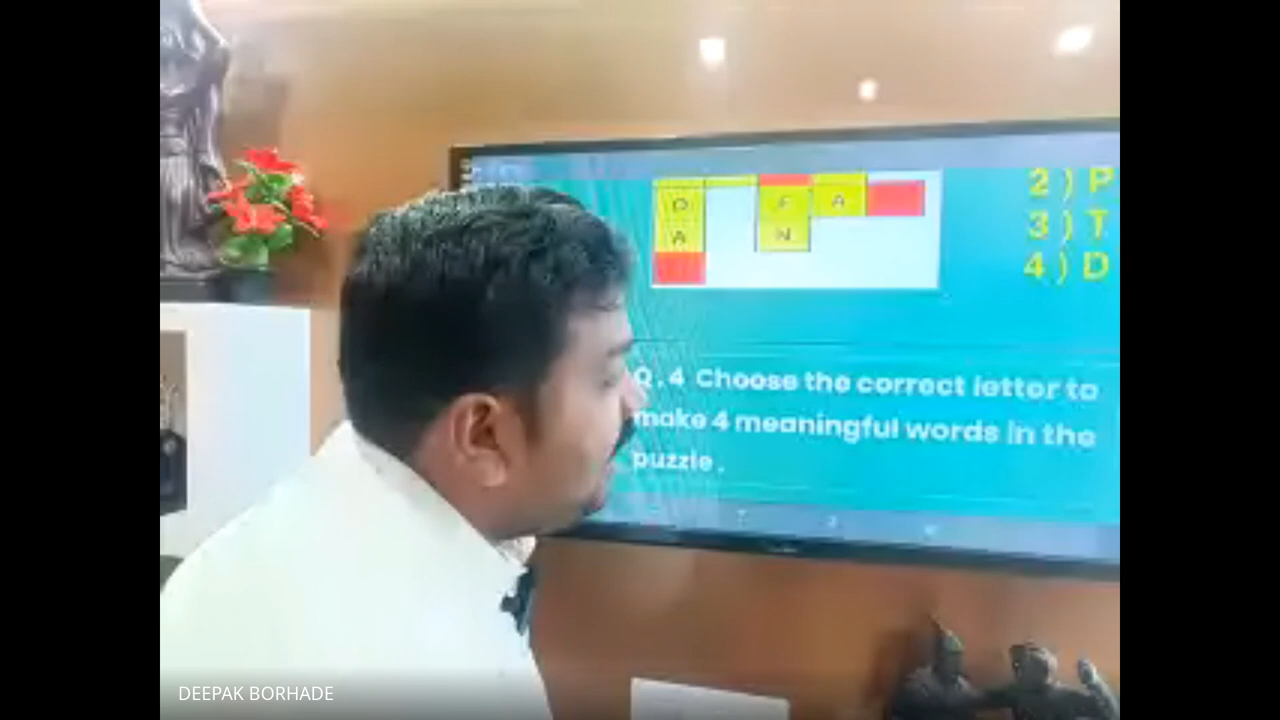 2 ) P
O F A
3 ) T
A N
4 ) D
Q . 4 Choose the correct letter to
make 4 meaningful words in the
puzzle .
DEEPAK BORHADE